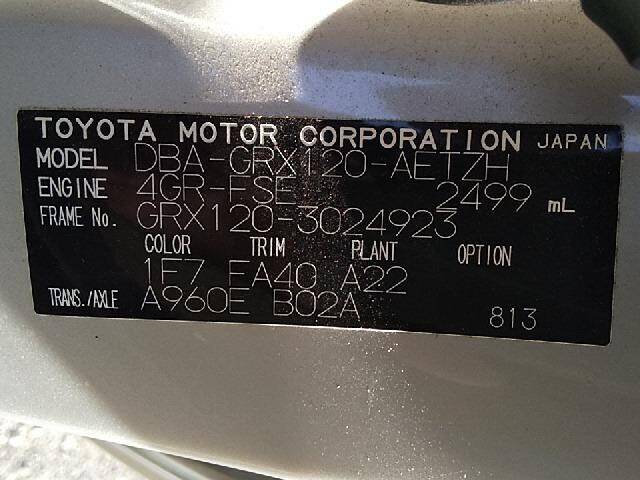 TOYOTA MOTOR CORPORATION JAPAN
MODEL DBA-GRX120-AETZH
ENGINE 4GR-FSE 2499 mL
FRAME No. GRX120-3024923
COLOR TRIM PLANT OPTION
1F7 FA40 A22
TRANS./AXLE A960E B02A
813